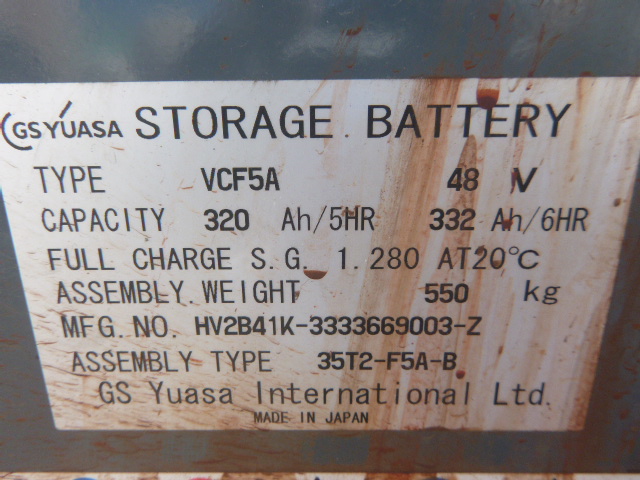 GS YUASA STORAGE BATTERY
TYPE VCF5A 48 V
CAPACITY 320 Ah/5HR 332 Ah/6HR
FULL CHARGE S.G. 1.280 AT20℃
ASSEMBLY.WEIGHT 550 kg
MFG.NO. HV2B41K-3333669003-Z
ASSEMBLY TYPE 35T2-F5A-B
GS Yuasa International Ltd.
MADE IN JAPAN